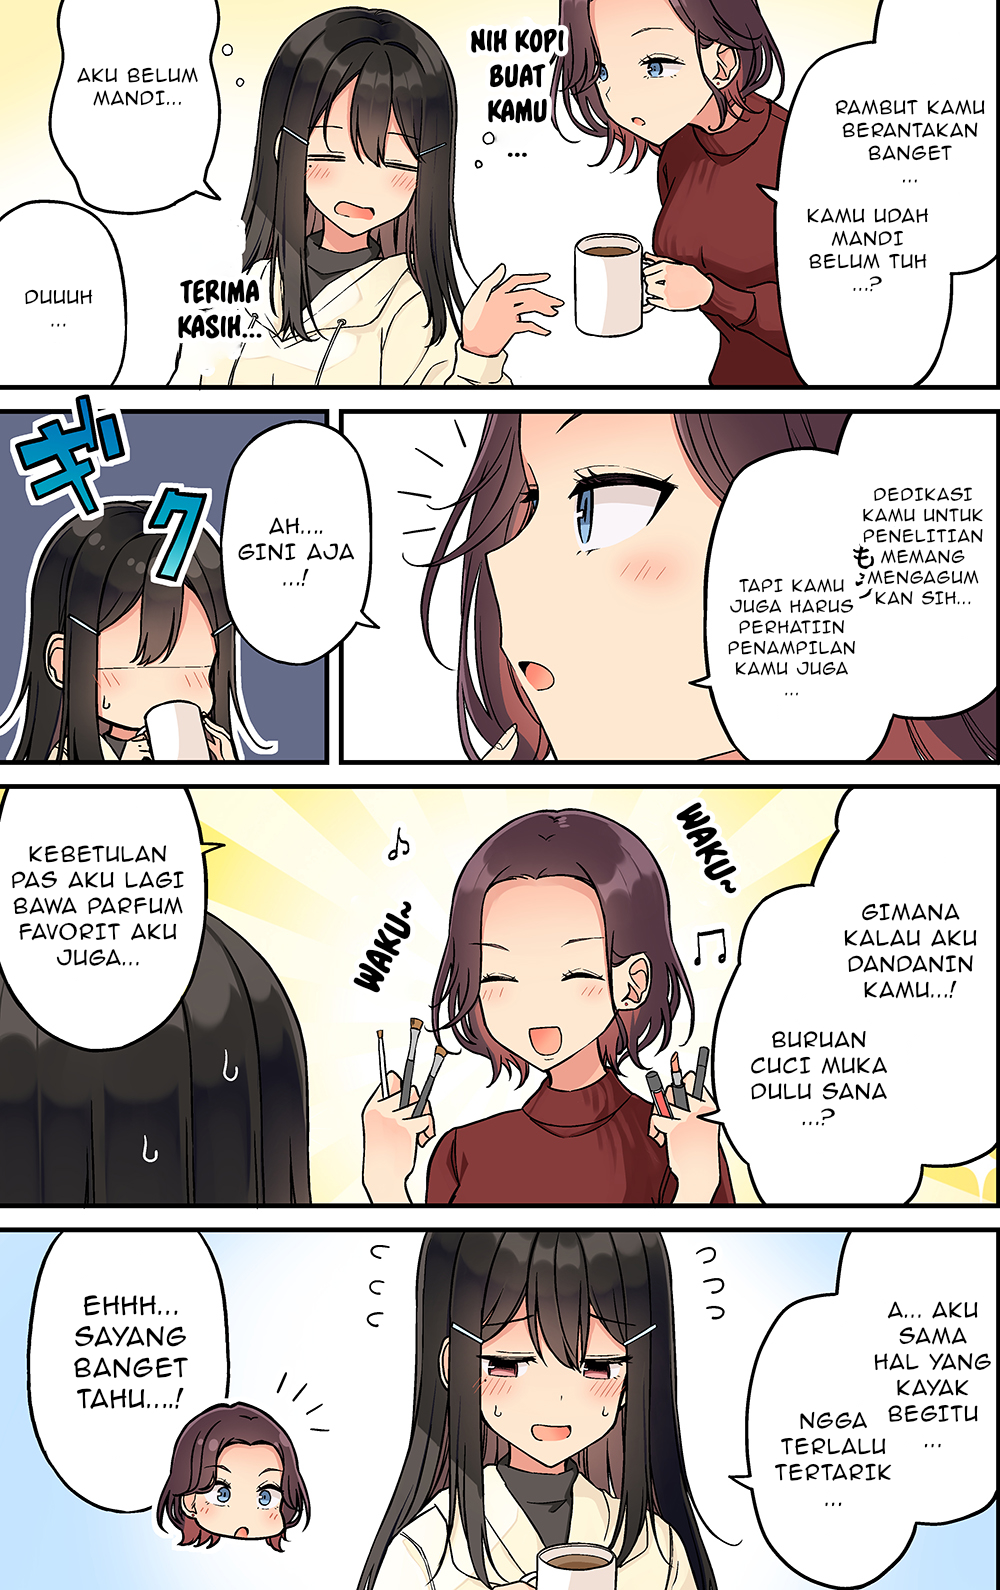 RAMBUT KAMU
BERANTAKAN
BANGET
...
KAMU UDAH
MANDI
BELUM TUH
...?
NIH KOPI
BUAT
KAMU
...
AKU BELUM
MANDI...
TERIMA
KASIH...
DUUUH
...
DEDIKASI
KAMU UNTUK
PENELITIAN
MEMANG
MENGAGUM
KAN SIH...
TAPI KAMU
JUGA HARUS
PERHATIIN
PENAMPILAN
KAMU JUGA
...
AH....
GINI AJA
...!
ギク
GIMANA
KALAU AKU
DANDANIN
KAMU...!
BURUAN
CUCI MUKA
DULU SANA
...?
WAKU~
WAKU~
KEBETULAN
PAS AKU LAGI
BAWA PARFUM
FAVORIT AKU
JUGA...
A... AKU
SAMA
HAL YANG
KAYAK
BEGITU
...
NGGA
TERLALU
TERTARIK
...
EHHH...
SAYANG
BANGET
TAHU....!